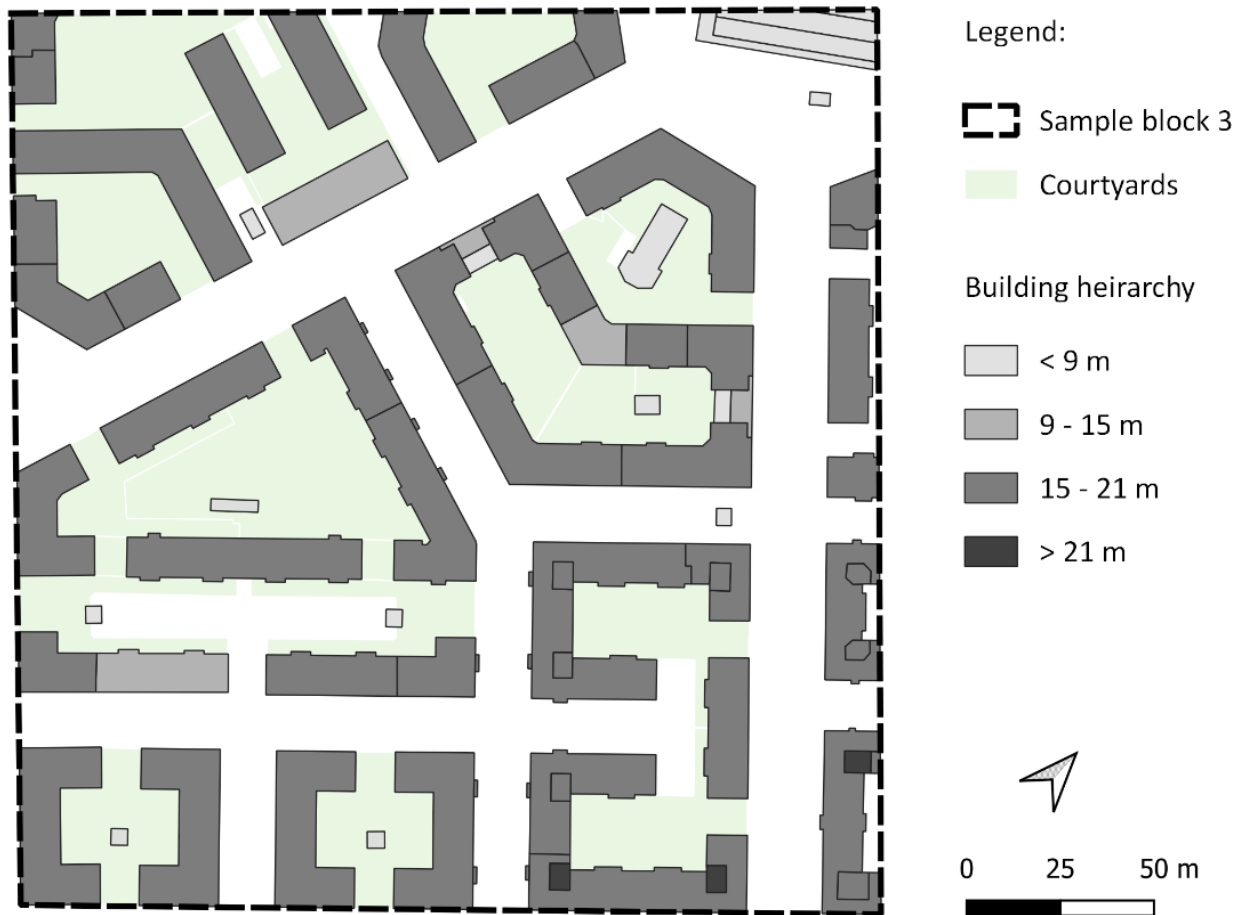 Legend:
Sample block 3
Courtyards
Building heirarchy
< 9 m
9 - 15 m
15 - 21 m
> 21 m
0 25 50 m